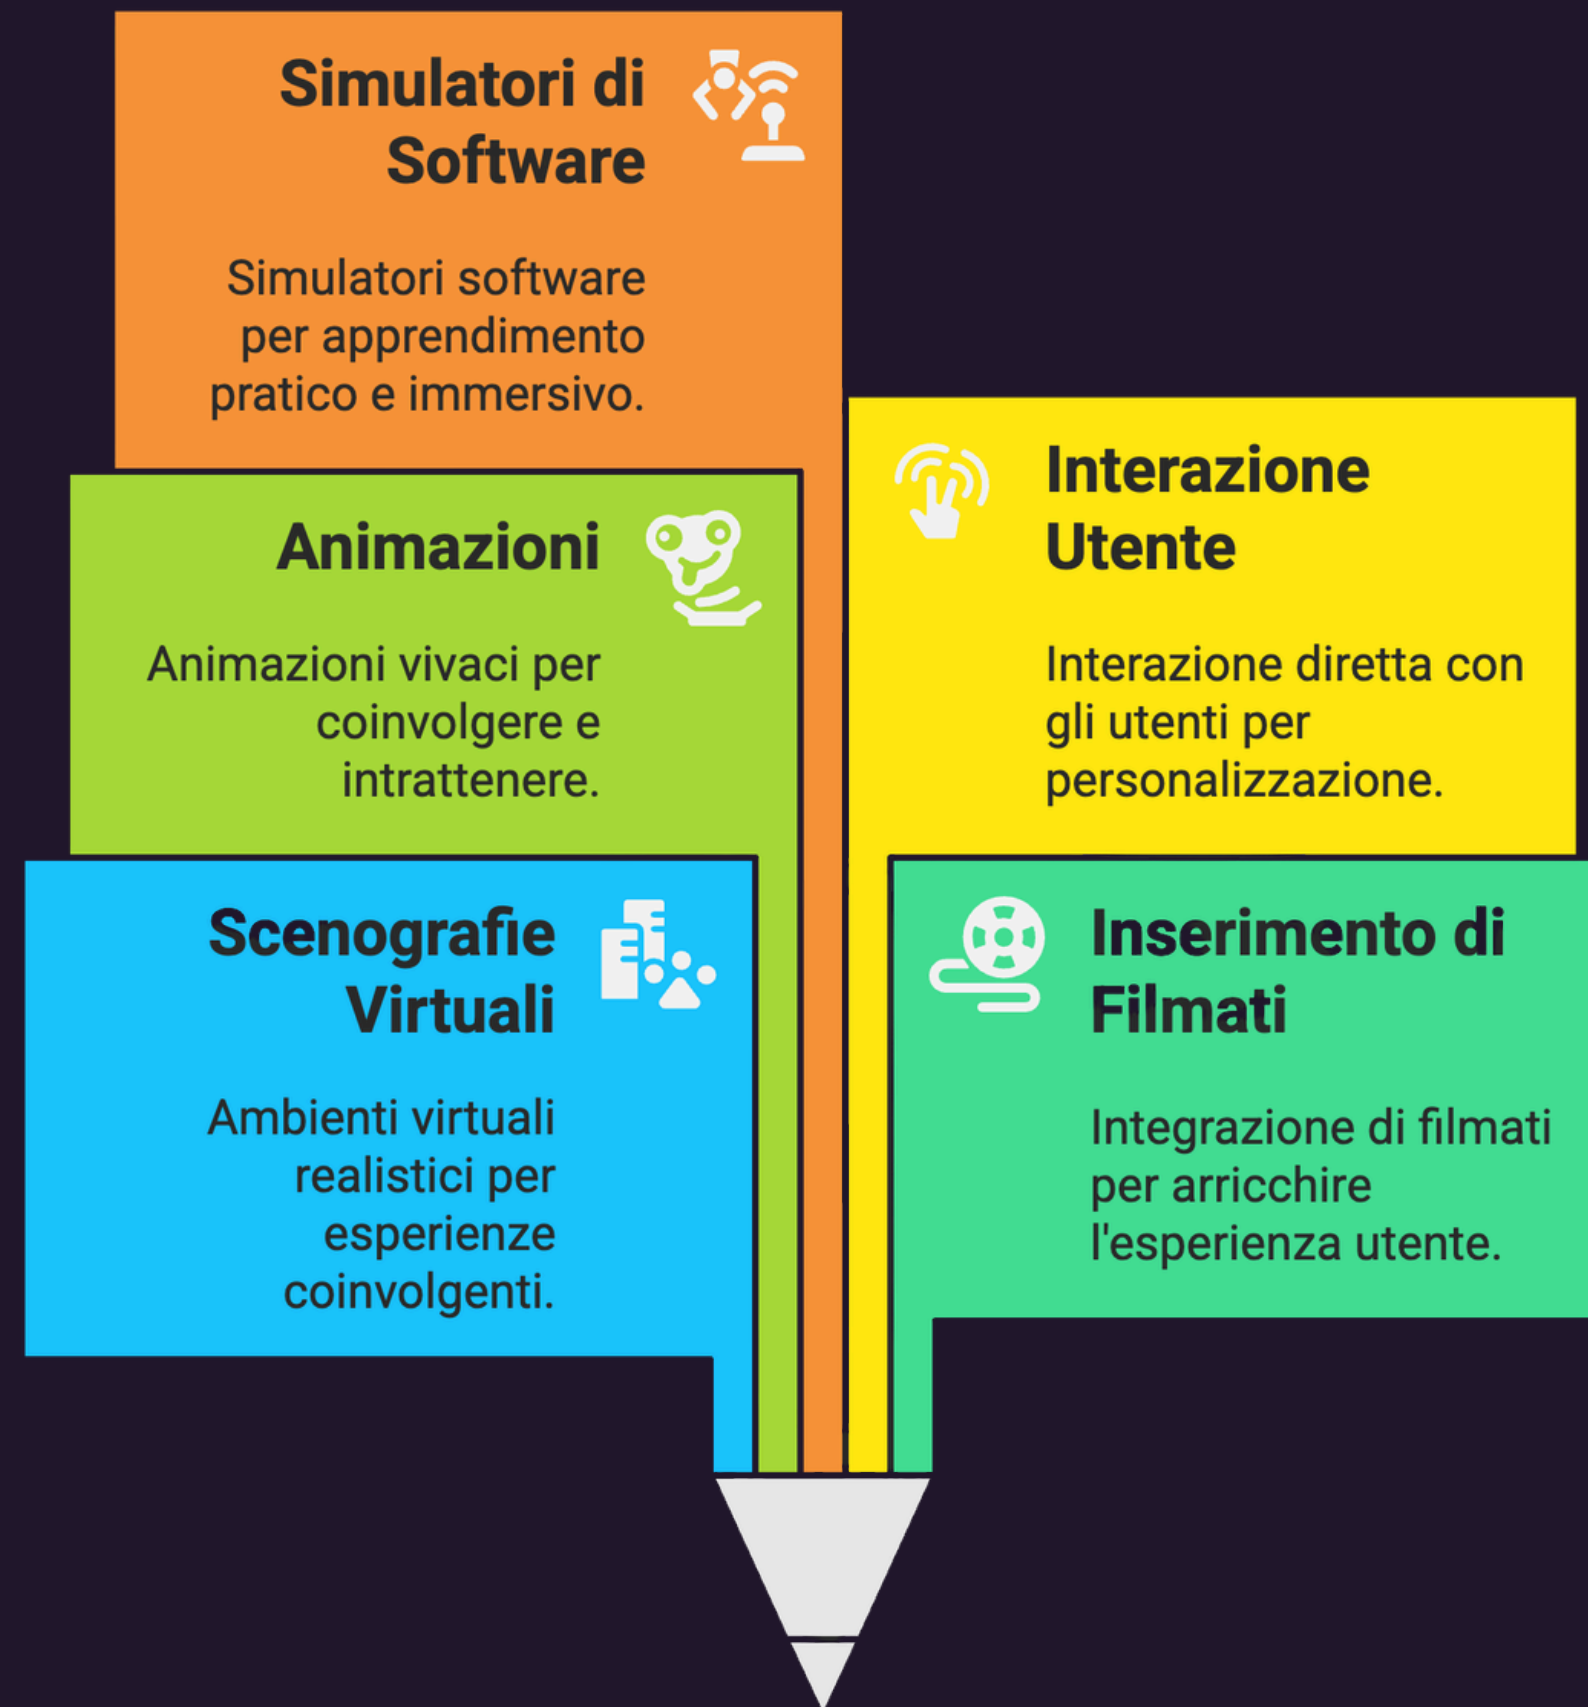 Simulatori di
Software
Simulatori software
per apprendimento
pratico e immersivo.
Interazione
Utente
Interazione diretta con
gli utenti per
personalizzazione.
Animazioni
Animazioni vivaci per
coinvolgere e
intrattenere.
Scenografie
Virtuali
Ambienti virtuali
realistici per
esperienze
coinvolgenti.
Inserimento di
Filmati
Integrazione di filmati
per arricchire
l'esperienza utente.